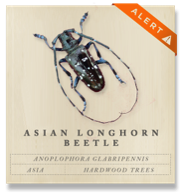 ALERT
ASIAN LONGHORN
BEETLE
ANOPLOPHORA GLABRIPENNIS
ASIA HARDWOOD TREES